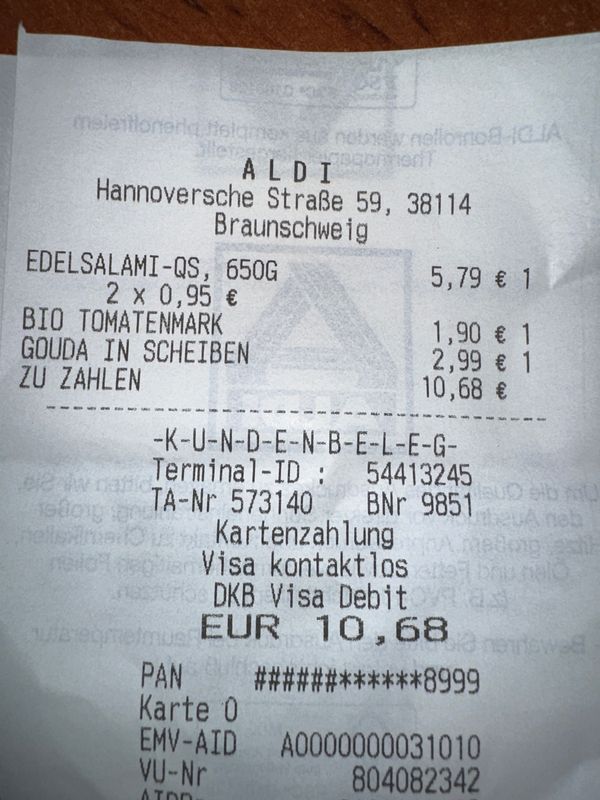 ALDI
Hannoversche Straße 59, 38114
Braunschweig
EDELSALAMI-QS, 650G 5,79 € 1
2 x 0,95 €
BIO TOMATENMARK 1,90 € 1
GOUDA IN SCHEIBEN 2,99 € 1
ZU ZAHLEN 10,68 €
-K-U-N-D-E-N-B-E-L-E-G-
Terminal-ID : 54413245
TA-Nr 573140 BNr 9851
Kartenzahlung
Visa kontaktlos
DKB Visa Debit
EUR 10,68
PAN ######******8999
Karte 0
EMV-AID A0000000031010
VU-Nr 804082342